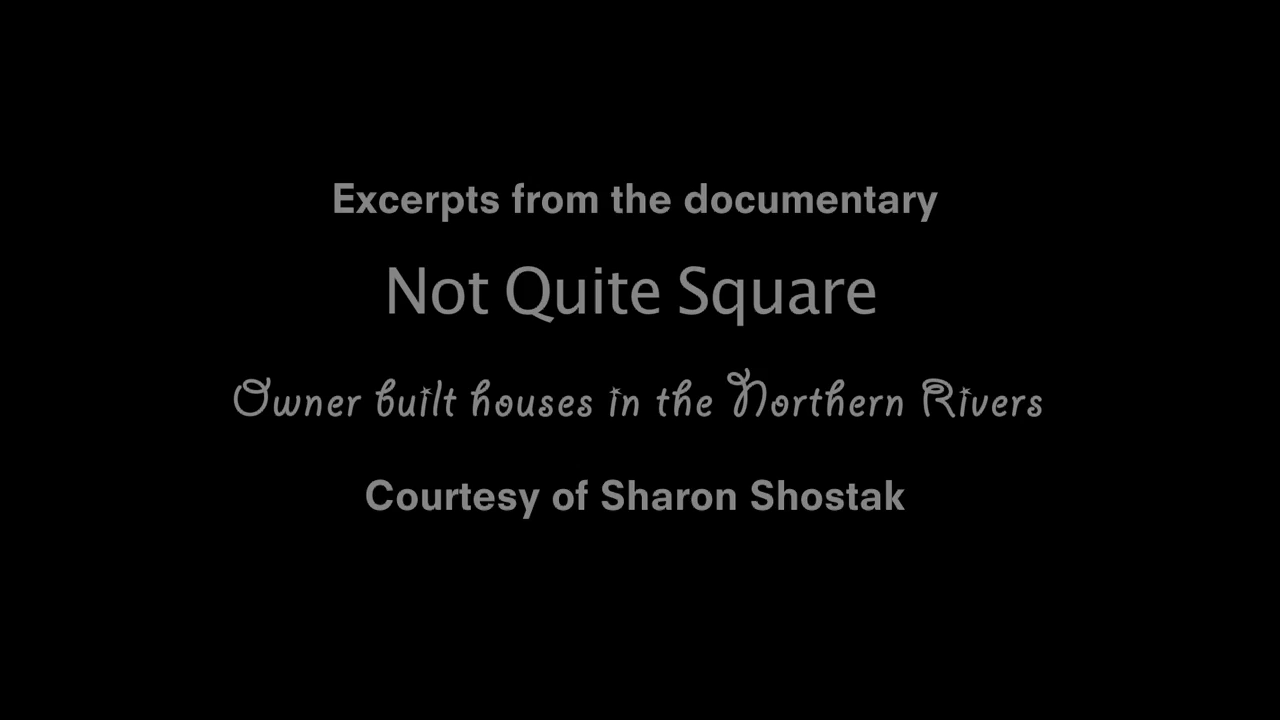 Excerpts from the documentary
Not Quite Square
Owner built houses in the Northern Rivers
Courtesy of Sharon Shostak